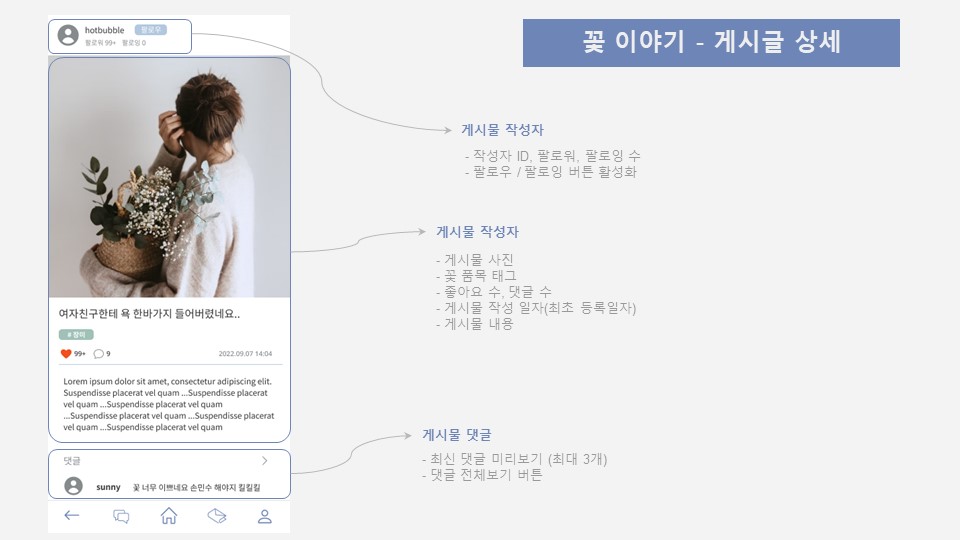 hotbubble 팔로우
팔로워 99+ 팔로잉 0
꽃 이야기 - 게시글 상세
게시물 작성자
- 작성자 ID, 팔로워, 팔로잉 수
- 팔로우 / 팔로잉 버튼 활성화
게시물 작성자
- 게시물 사진
- 꽃 품목 태그
- 좋아요 수, 댓글 수
- 게시물 작성 일자(최초 등록일자)
- 게시물 내용
여자친구한테 욕 한바가지 들어버렸네요..
# 장미
99+ 9 2022.09.07 14:04
Lorem ipsum dolor sit amet, consectetur adipiscing elit.
Suspendisse placerat vel quam ...Suspendisse placerat
vel quam ...Suspendisse placerat vel quam
...Suspendisse placerat vel quam ...Suspendisse placerat
vel quam ...Suspendisse placerat vel quam
게시물 댓글
- 최신 댓글 미리보기 (최대 3개)
- 댓글 전체보기 버튼
댓글
sunny 꽃 너무 이쁘네요 손민수 해야지 킬킬킬